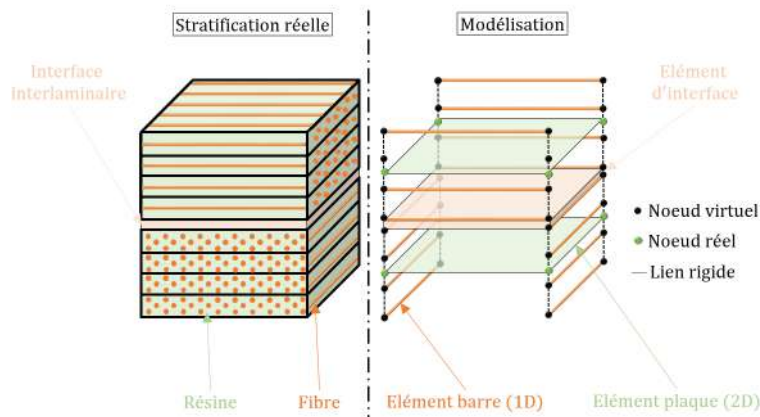 Stratification réelle
Modélisation
Interface
interlaminaire
Elément
d'interface
Noeud virtuel
Noeud réel
Lien rigide
Résine
Fibre
Elément barre (1D)
Elément plaque (2D)